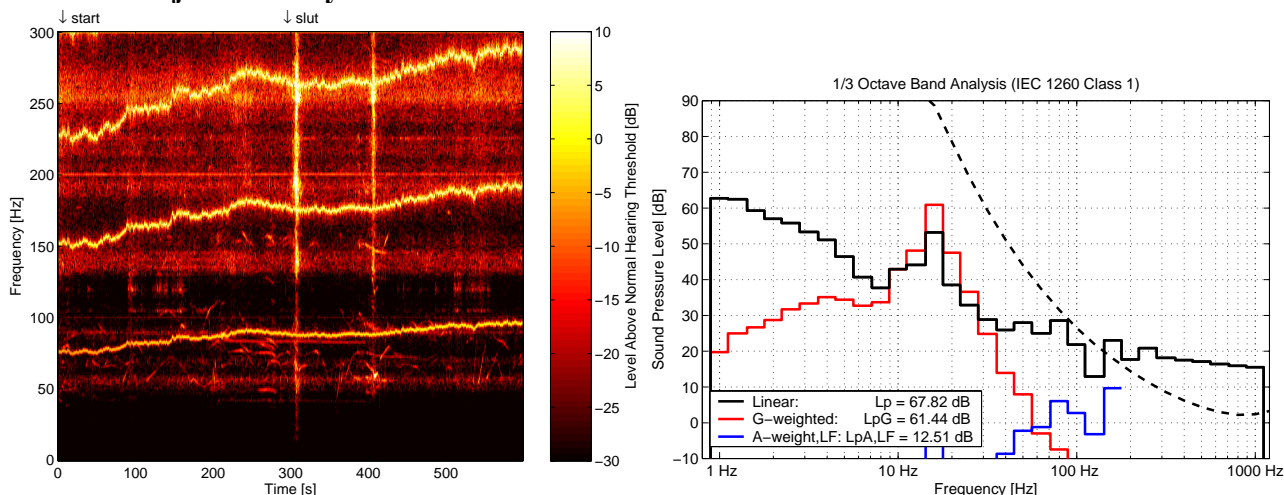 ↓ start
↓ slut
300
250
200
150
100
50
0
Frequency [Hz]
0
100
200
300
400
500
Time [s]
10
5
0
−5
−10
−15
−20
−25
−30
Level Above Normal Hearing Threshold [dB]
1/3 Octave Band Analysis (IEC 1260 Class 1)
90
80
70
60
50
40
30
20
10
0
−10
Sound Pressure Level [dB]
Linear: Lp = 67.82 dB
G−weighted: LpG = 61.44 dB
A−weight,LF: LpA,LF = 12.51 dB
1 Hz
10 Hz
100 Hz
1000 Hz
Frequency [Hz]